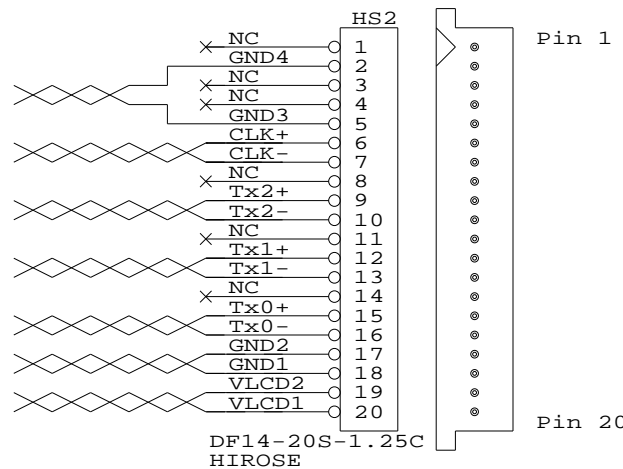 HS2
NC 1
GND4 2
NC 3
NC 4
GND3 5
CLK+ 6
CLK- 7
NC 8
Tx2+ 9
Tx2- 10
NC 11
Tx1+ 12
Tx1- 13
NC 14
Tx0+ 15
Tx0- 16
GND2 17
GND1 18
VLCD2 19
VLCD1 20
DF14-20S-1.25C
HIROSE
Pin 1
Pin 20